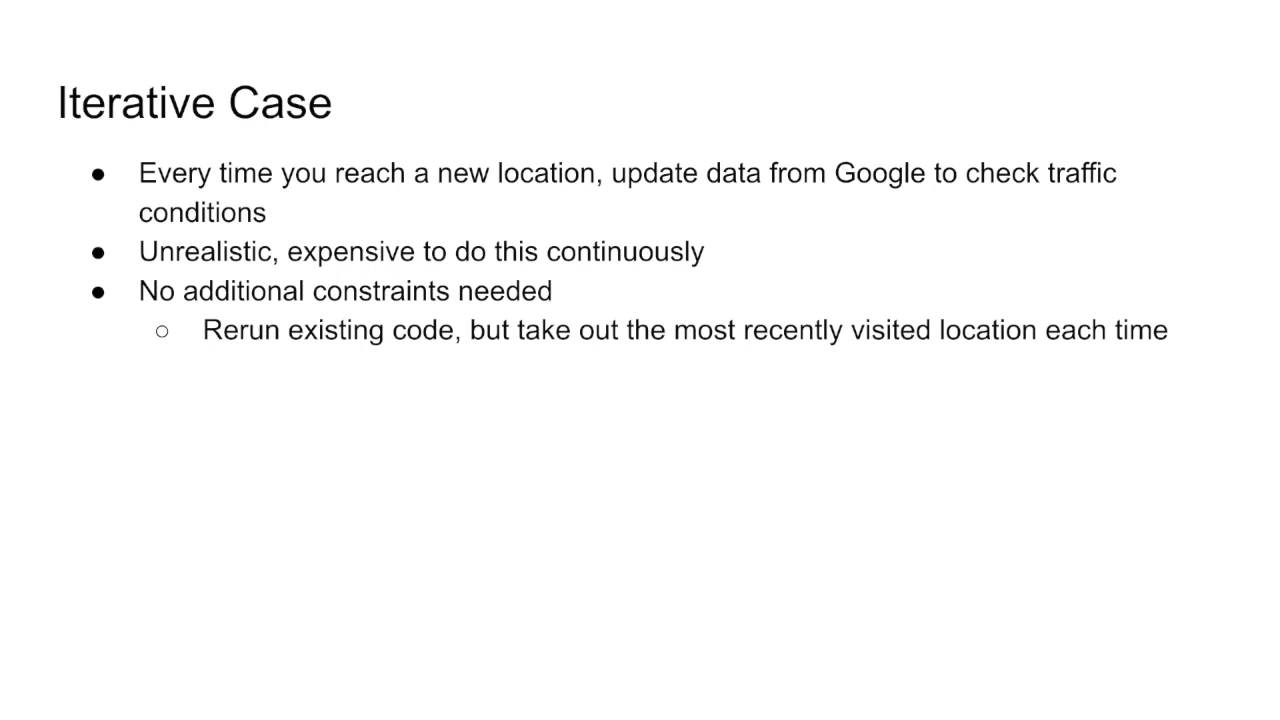 Iterative Case
● Every time you reach a new location, update data from Google to check traffic
conditions
● Unrealistic, expensive to do this continuously
● No additional constraints needed
○ Rerun existing code, but take out the most recently visited location each time